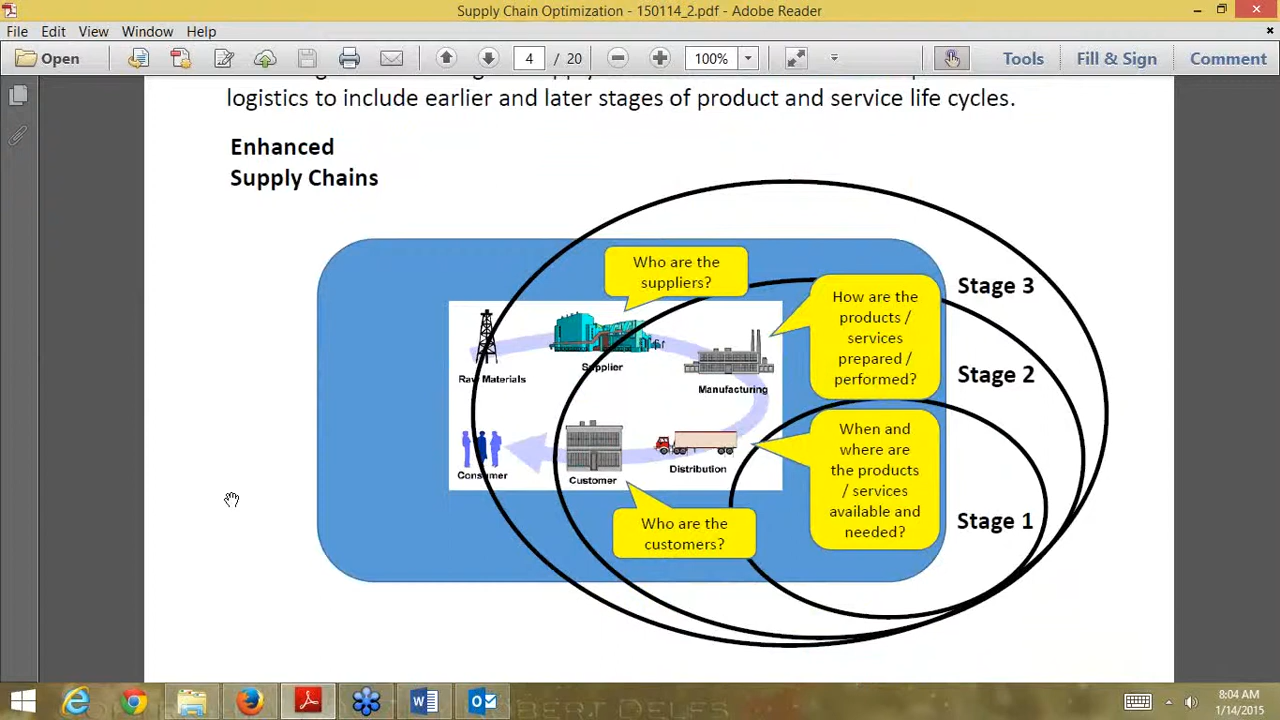 Supply Chain Optimization - 150114_2.pdf - Adobe Reader
File Edit View Window Help
Open 4 / 20 100% Tools Fill & Sign Comment
logistics to include earlier and later stages of product and service life cycles.
Enhanced
Supply Chains
Who are the
suppliers?
How are the
products /
services
prepared /
performed?
Stage 3
Stage 2
Stage 1
Raw Materials
Supplier
Manufacturing
When and
where are
the products
/ services
available and
needed?
Consumer
Customer
Distribution
Who are the
customers?
8:04 AM
1/14/2015